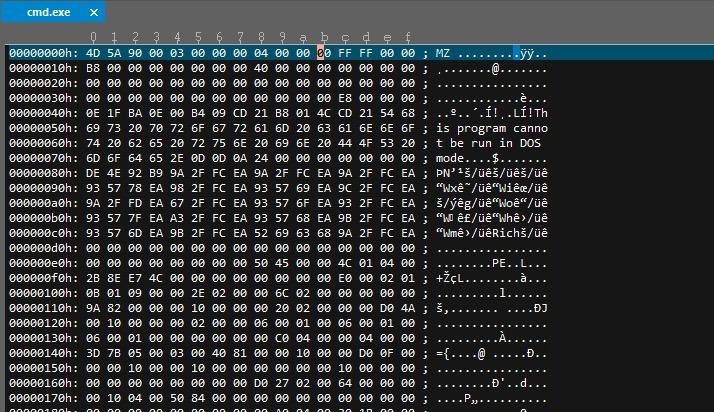 cmd.exe ×
0 1 2 3 4 5 6 7 8 9 a b c d e f
00000000h: 4D 5A 90 00 03 00 00 00 04 00 00 00 FF FF 00 00 ; MZ .........ÿÿ..
00000010h: B8 00 00 00 00 00 00 00 40 00 00 00 00 00 00 00 ; ¸.......@.......
00000020h: 00 00 00 00 00 00 00 00 00 00 00 00 00 00 00 00 ; ................
00000030h: 00 00 00 00 00 00 00 00 00 00 00 00 E8 00 00 00 ; ............è...
00000040h: 0E 1F BA 0E 00 B4 09 CD 21 B8 01 4C CD 21 54 68 ; ..º..´.Í!¸.LÍ!Th
00000050h: 69 73 20 70 72 6F 67 72 61 6D 20 63 61 6E 6E 6F ; is program canno
00000060h: 74 20 62 65 20 72 75 6E 20 69 6E 20 44 4F 53 20 ; t be run in DOS
00000070h: 6D 6F 64 65 2E 0D 0D 0A 24 00 00 00 00 00 00 00 ; mode....$.......
00000080h: DE 4E 92 B9 9A 2F FC EA 9A 2F FC EA 9A 2F FC EA ; ÞN’¹š/üêš/üêš/üê
00000090h: 93 57 78 EA 98 2F FC EA 93 57 69 EA 9C 2F FC EA ; “Wxê˜/üê“Wiêœ/üê
000000a0h: 9A 2F FD EA 67 2F FC EA 93 57 6F EA 93 2F FC EA ; š/ýêg/üê“Woê“/üê
000000b0h: 93 57 7F EA A3 2F FC EA 93 57 68 EA 9B 2F FC EA ; “W ê£/üê“Whê›/üê
000000c0h: 93 57 6D EA 9B 2F FC EA 52 69 63 68 9A 2F FC EA ; “Wmê›/üêRichš/üê
000000d0h: 00 00 00 00 00 00 00 00 00 00 00 00 00 00 00 00 ; ................
000000e0h: 00 00 00 00 00 00 00 00 50 45 00 00 4C 01 04 00 ; ........PE..L...
000000f0h: 2B 8E E7 4C 00 00 00 00 00 00 00 00 E0 00 02 01 ; +ŽçL........à...
00000100h: 0B 01 09 00 00 2E 02 00 00 6C 02 00 00 00 00 00 ; .........l......
00000110h: 9A 82 00 00 00 10 00 00 00 20 02 00 00 00 D0 4A ; š‚....... ....ÐJ
00000120h: 00 10 00 00 00 02 00 00 06 00 01 00 06 00 01 00 ; ................
00000130h: 06 00 01 00 00 00 00 00 00 C0 04 00 00 04 00 00 ; .........À......
00000140h: 3D 7B 05 00 03 00 40 81 00 00 10 00 00 D0 0F 00 ; ={....@ .....Ð..
00000150h: 00 00 10 00 00 10 00 00 00 00 00 00 10 00 00 00 ; ................
00000160h: 00 00 00 00 00 00 00 00 D0 27 02 00 64 00 00 00 ; ........Ð'..d...
00000170h: 00 10 04 00 50 84 00 00 00 00 00 00 00 00 00 00 ; ....P„..........